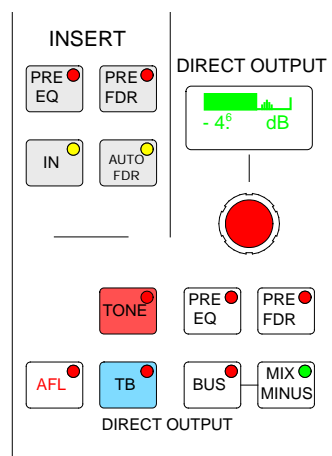 INSERT
PRE
EQ
PRE
FDR
IN
AUTO
FDR
DIRECT OUTPUT
- 4.6 dB
TONE
PRE
EQ
PRE
FDR
AFL
TB
BUS
MIX
MINUS
DIRECT OUTPUT